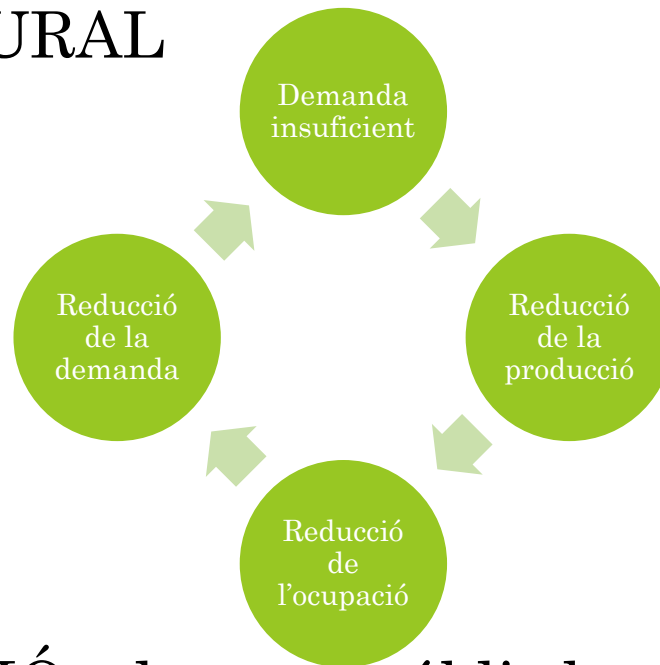 URAL
Demanda
insuficient
Reducció
de la
producció
Reducció
de
l’ocupació
Reducció
de la
demanda